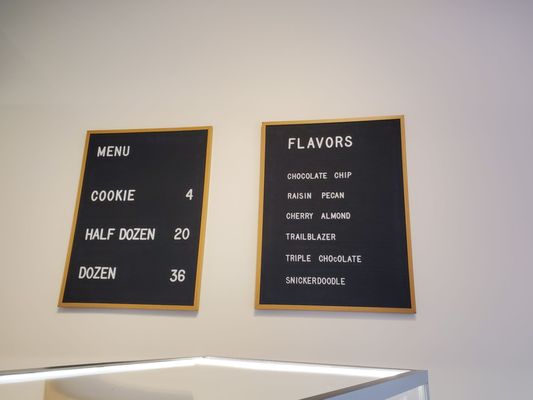 MENU
COOKIE 4
HALF DOZEN 20
DOZEN 36
FLAVORS
CHOCOLATE CHIP
RAISIN PECAN
CHERRY ALMOND
TRAILBLAZER
TRIPLE CHOcOLATE
SNICKERDOODLE